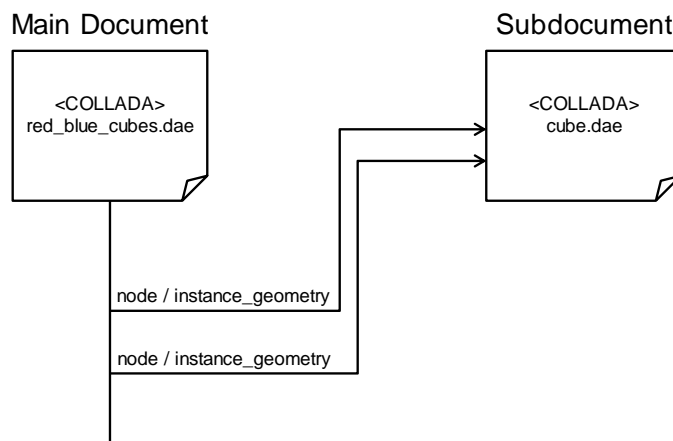 Main Document
Subdocument
<COLLADA>
red_blue_cubes.dae
<COLLADA>
cube.dae
node / instance_geometry
node / instance_geometry